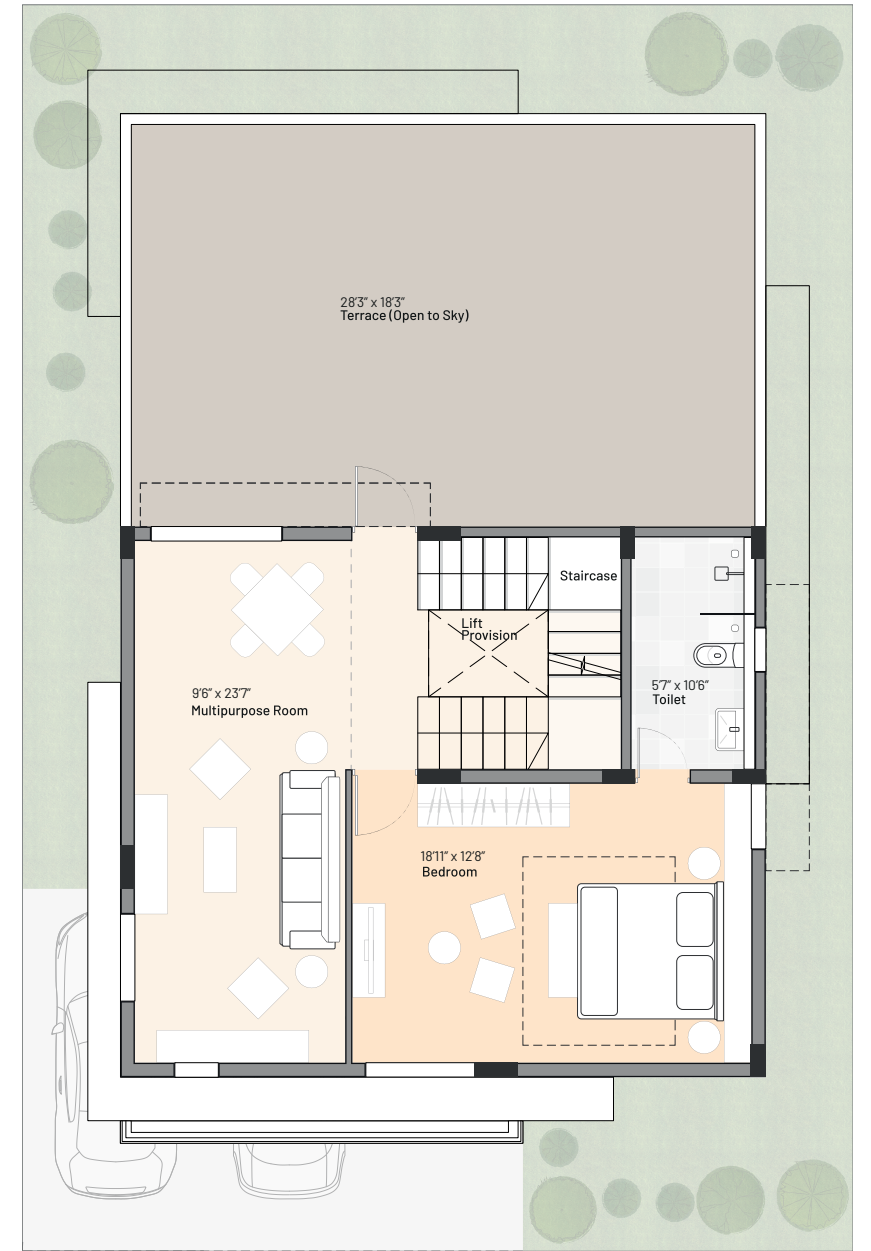 28'3" x 18'3"
Terrace (Open to Sky)
Staircase
Lift
Provision
5'7" x 10'6"
Toilet
9'6" x 23'7"
Multipurpose Room
18'11" x 12'8"
Bedroom